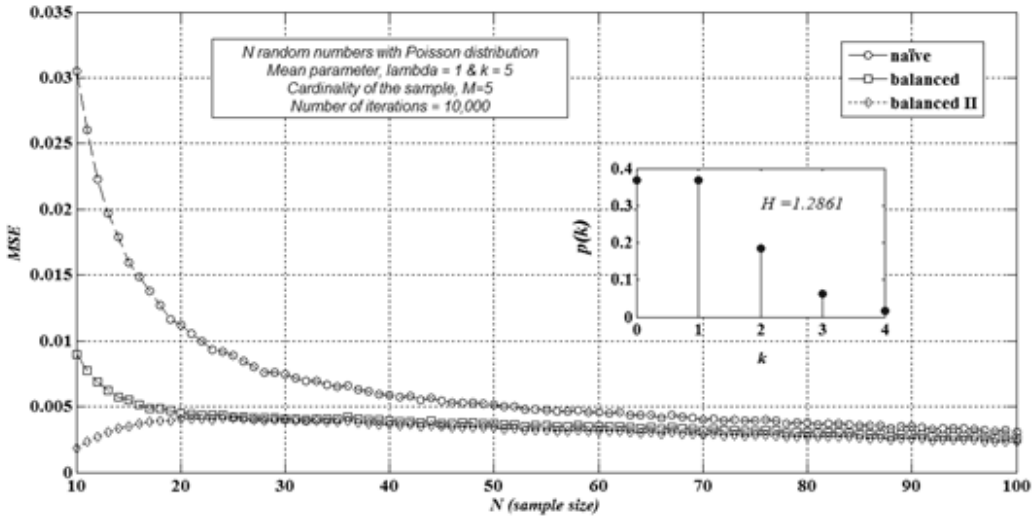 0.035
0.03
0.025
0.02
0.015
0.01
0.005
0
MSE
N random numbers with Poisson distribution
Mean parameter, lambda = 1 & k = 5
Cardinality of the sample, M=5
Number of iterations = 10,000
naïve
balanced
balanced II
0.4
0.3
0.2
0.1
0
p(k)
H =1.2861
0 1 2 3 4
k
10 20 30 40 50 60 70 80 90 100
N (sample size)